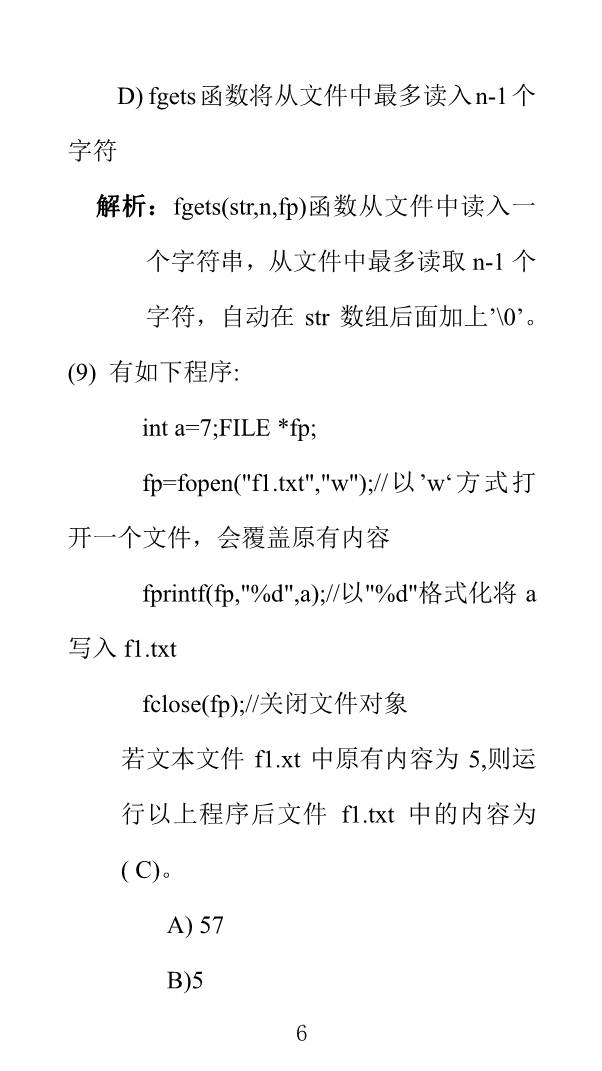 D) fgets函数将从文件中最多读入n-1个
字符
解析：fgets(str,n,fp)函数从文件中读入一
个字符串，从文件中最多读取 n-1 个
字符，自动在 str 数组后面加上’\0’。
(9) 有如下程序:
int a=7;FILE *fp;
fp=fopen("f1.txt","w");//以’w‘方式打
开一个文件，会覆盖原有内容
fprintf(fp,"%d",a);//以"%d"格式化将 a
写入 f1.txt
fclose(fp);//关闭文件对象
若文本文件 f1.xt 中原有内容为 5,则运
行以上程序后文件 f1.txt 中的内容为
( C)。
A) 57
B)5
6